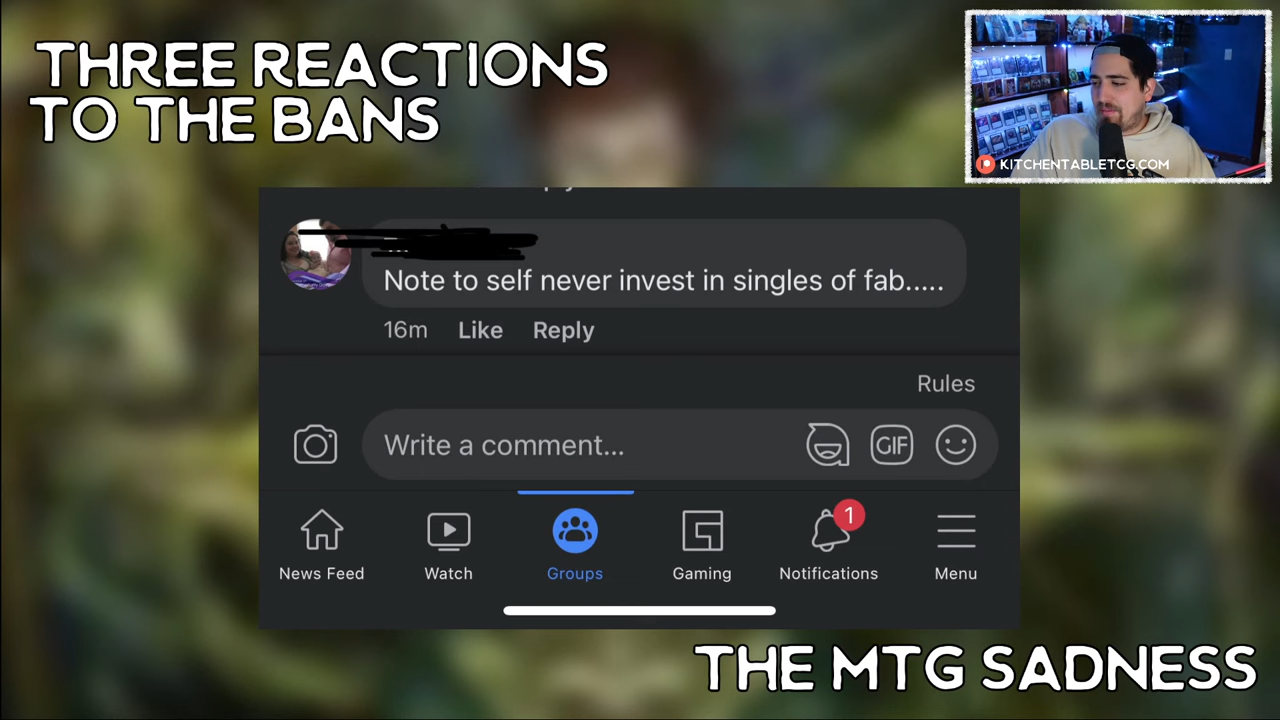 THREE REACTIONS
TO THE BANS
KITCHENTABLETCG.COM
Note to self never invest in singles of fab.....
16m Like Reply
Rules
Write a comment... GIF
1
News Feed Watch Groups Gaming Notifications Menu
THE MTG SADNESS